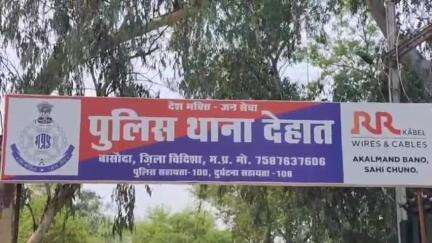 देश भक्ति - जन सेवा
पुलिस थाना देहात
बासोदा, जिला विदिशा, म.प्र. मो. 7587637606
पुलिस सहायता-100, दुर्घटना सहायता-108
RR KABEL
WIRES & CABLES
AKALMAND BANO,
SAHI CHUNO.